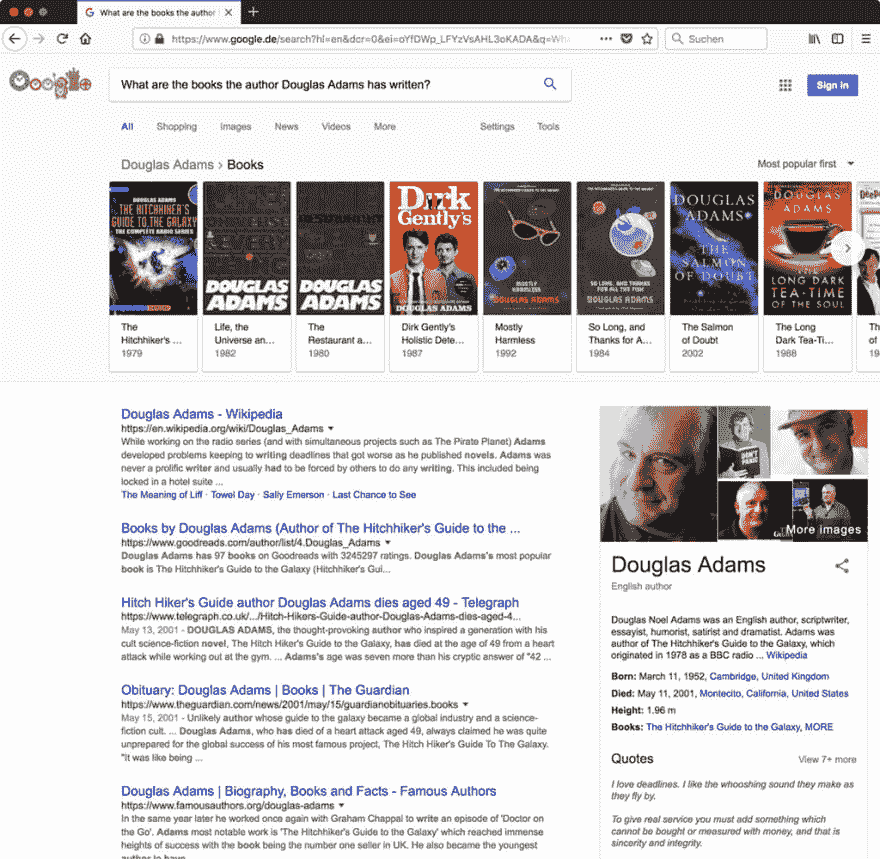 What are the books the author
https://www.google.de/search?hl=en&dcr=0&ei=oYfDWp_LFYzVsAHL3oKADA&q=Wha
Suchen
Google
What are the books the author Douglas Adams has written?
Sign in
All Shopping Images News Videos More Settings Tools
Douglas Adams › Books
Most popular first
DOUGLAS ADAMS
THE HITCHHIKER'S
GUIDE TO THE GALAXY
THE COMPLETE RADIO SERIES
DOUGLAS
ADAMS
RESTAURANT
DOUGLAS
ADAMS
Dirk
Gently's
DOUGLAS ADAMS
MOSTLY
HARMLESS
DOUGLAS ADAMS
SO LONG, AND
THANKS FOR
ALL THE FISH
DOUGLAS ADAMS
DOUGLAS
ADAMS
THE
SALMON
OF DOUBT
DOUGLAS
ADAMS
THE
LONG DARK
TEA-TIME
OF THE SOUL
The
Hitchhiker's ...
1979
Life, the
Universe an...
1982
The
Restaurant a...
1980
Dirk Gently's
Holistic Dete...
1987
Mostly
Harmless
1992
So Long, and
Thanks for A...
1984
The Salmon
of Doubt
2002
The Long
Dark Tea-Ti...
1988
Th
of
19
Douglas Adams - Wikipedia
https://en.wikipedia.org/wiki/Douglas_Adams
While working on the radio series (and with simultaneous projects such as The Pirate Planet) Adams
developed problems keeping to writing deadlines that got worse as he published novels. Adams was
never a prolific writer and usually had to be forced by others to do any writing. This included being
locked in a hotel suite ...
The Meaning of Liff · Towel Day · Sally Emerson · Last Chance to See
Books by Douglas Adams (Author of The Hitchhiker's Guide to the ...
https://www.goodreads.com/author/list/4.Douglas_Adams
Douglas Adams has 97 books on Goodreads with 3245297 ratings. Douglas Adams's most popular
book is The Hitchhiker's Guide to the Galaxy (Hitchhiker's Gui...
Hitch Hiker's Guide author Douglas Adams dies aged 49 - Telegraph
https://www.telegraph.co.uk/.../Hitch-Hikers-Guide-author-Douglas-Adams-dies-aged-4...
May 13, 2001 - DOUGLAS ADAMS, the thought-provoking author who inspired a generation with his
cult science-fiction novel, The Hitch Hiker's Guide to the Galaxy, has died at the age of 49 from a heart
attack while working out at the gym. ... Adams's age was seven more than his cryptic answer of "42 ...
Obituary: Douglas Adams | Books | The Guardian
https://www.theguardian.com/news/2001/may/15/guardianobituaries.books
May 15, 2001 - Unlikely author whose guide to the galaxy became a global industry and a science-
fiction cult. ... Douglas Adams, who has died of a heart attack aged 49, always claimed he was quite
unprepared for the global success of his most famous project, The Hitch Hiker's Guide To The Galaxy.
"It was like being ...
Douglas Adams | Biography, Books and Facts - Famous Authors
https://www.famousauthors.org/douglas-adams
In the same year later he worked once again with Graham Chappal to write an episode of 'Doctor on
the Go'. Adams most notable work is 'The Hitchhiker's Guide to the Galaxy' which reached immense
heights of success with the book being the number one seller in UK. He also became the youngest
author to have
DON'T
PANIC
More images
Douglas Adams
English author
Douglas Noel Adams was an English author, scriptwriter,
essayist, humorist, satirist and dramatist. Adams was
author of The Hitchhiker's Guide to the Galaxy, which
originated in 1978 as a BBC radio ... Wikipedia
Born: March 11, 1952, Cambridge, United Kingdom
Died: May 11, 2001, Montecito, California, United States
Height: 1.96 m
Books: The Hitchhiker's Guide to the Galaxy, MORE
Quotes
View 7+ more
I love deadlines. I like the whooshing sound they make as
they fly by.
To give real service you must add something which
cannot be bought or measured with money, and that is
sincerity and integrity.